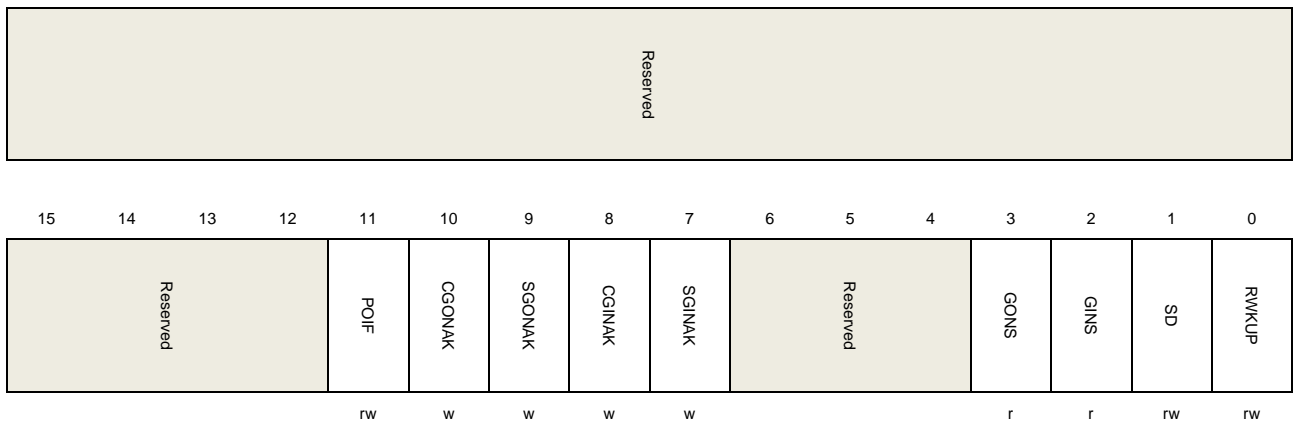 Reserved
15 14 13 12 11 10 9 8 7 6 5 4 3 2 1 0
Reserved POIF CGONAK SGONAK CGINAK SGINAK Reserved GONS GINS SD RWKUP
rw w w w w r r rw rw